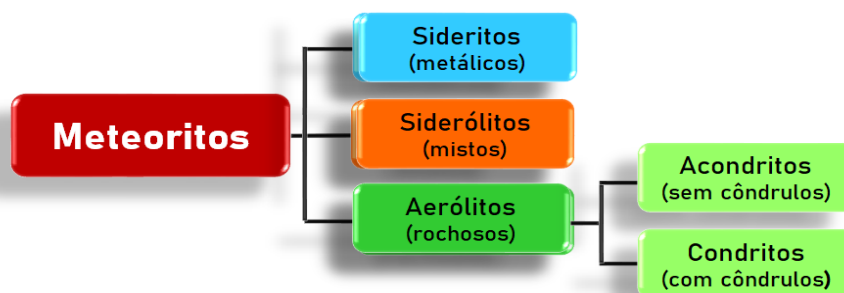 Meteoritos
Sideritos
(metálicos)
Siderólitos
(mistos)
Aerólitos
(rochosos)
Acondritos
(sem côndrulos)
Condritos
(com côndrulos)